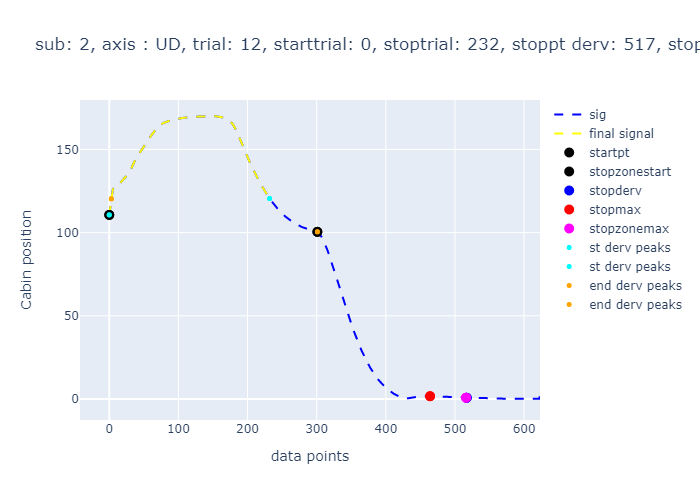 sub: 2, axis : UD, trial: 12, starttrial: 0, stoptrial: 232, stoppt derv: 517, stop
150
100
50
0
Cabin position
0 100 200 300 400 500 600
data points
sig
final signal
startpt
stopzonestart
stopderv
stopmax
stopzonemax
st derv peaks
st derv peaks
end derv peaks
end derv peaks